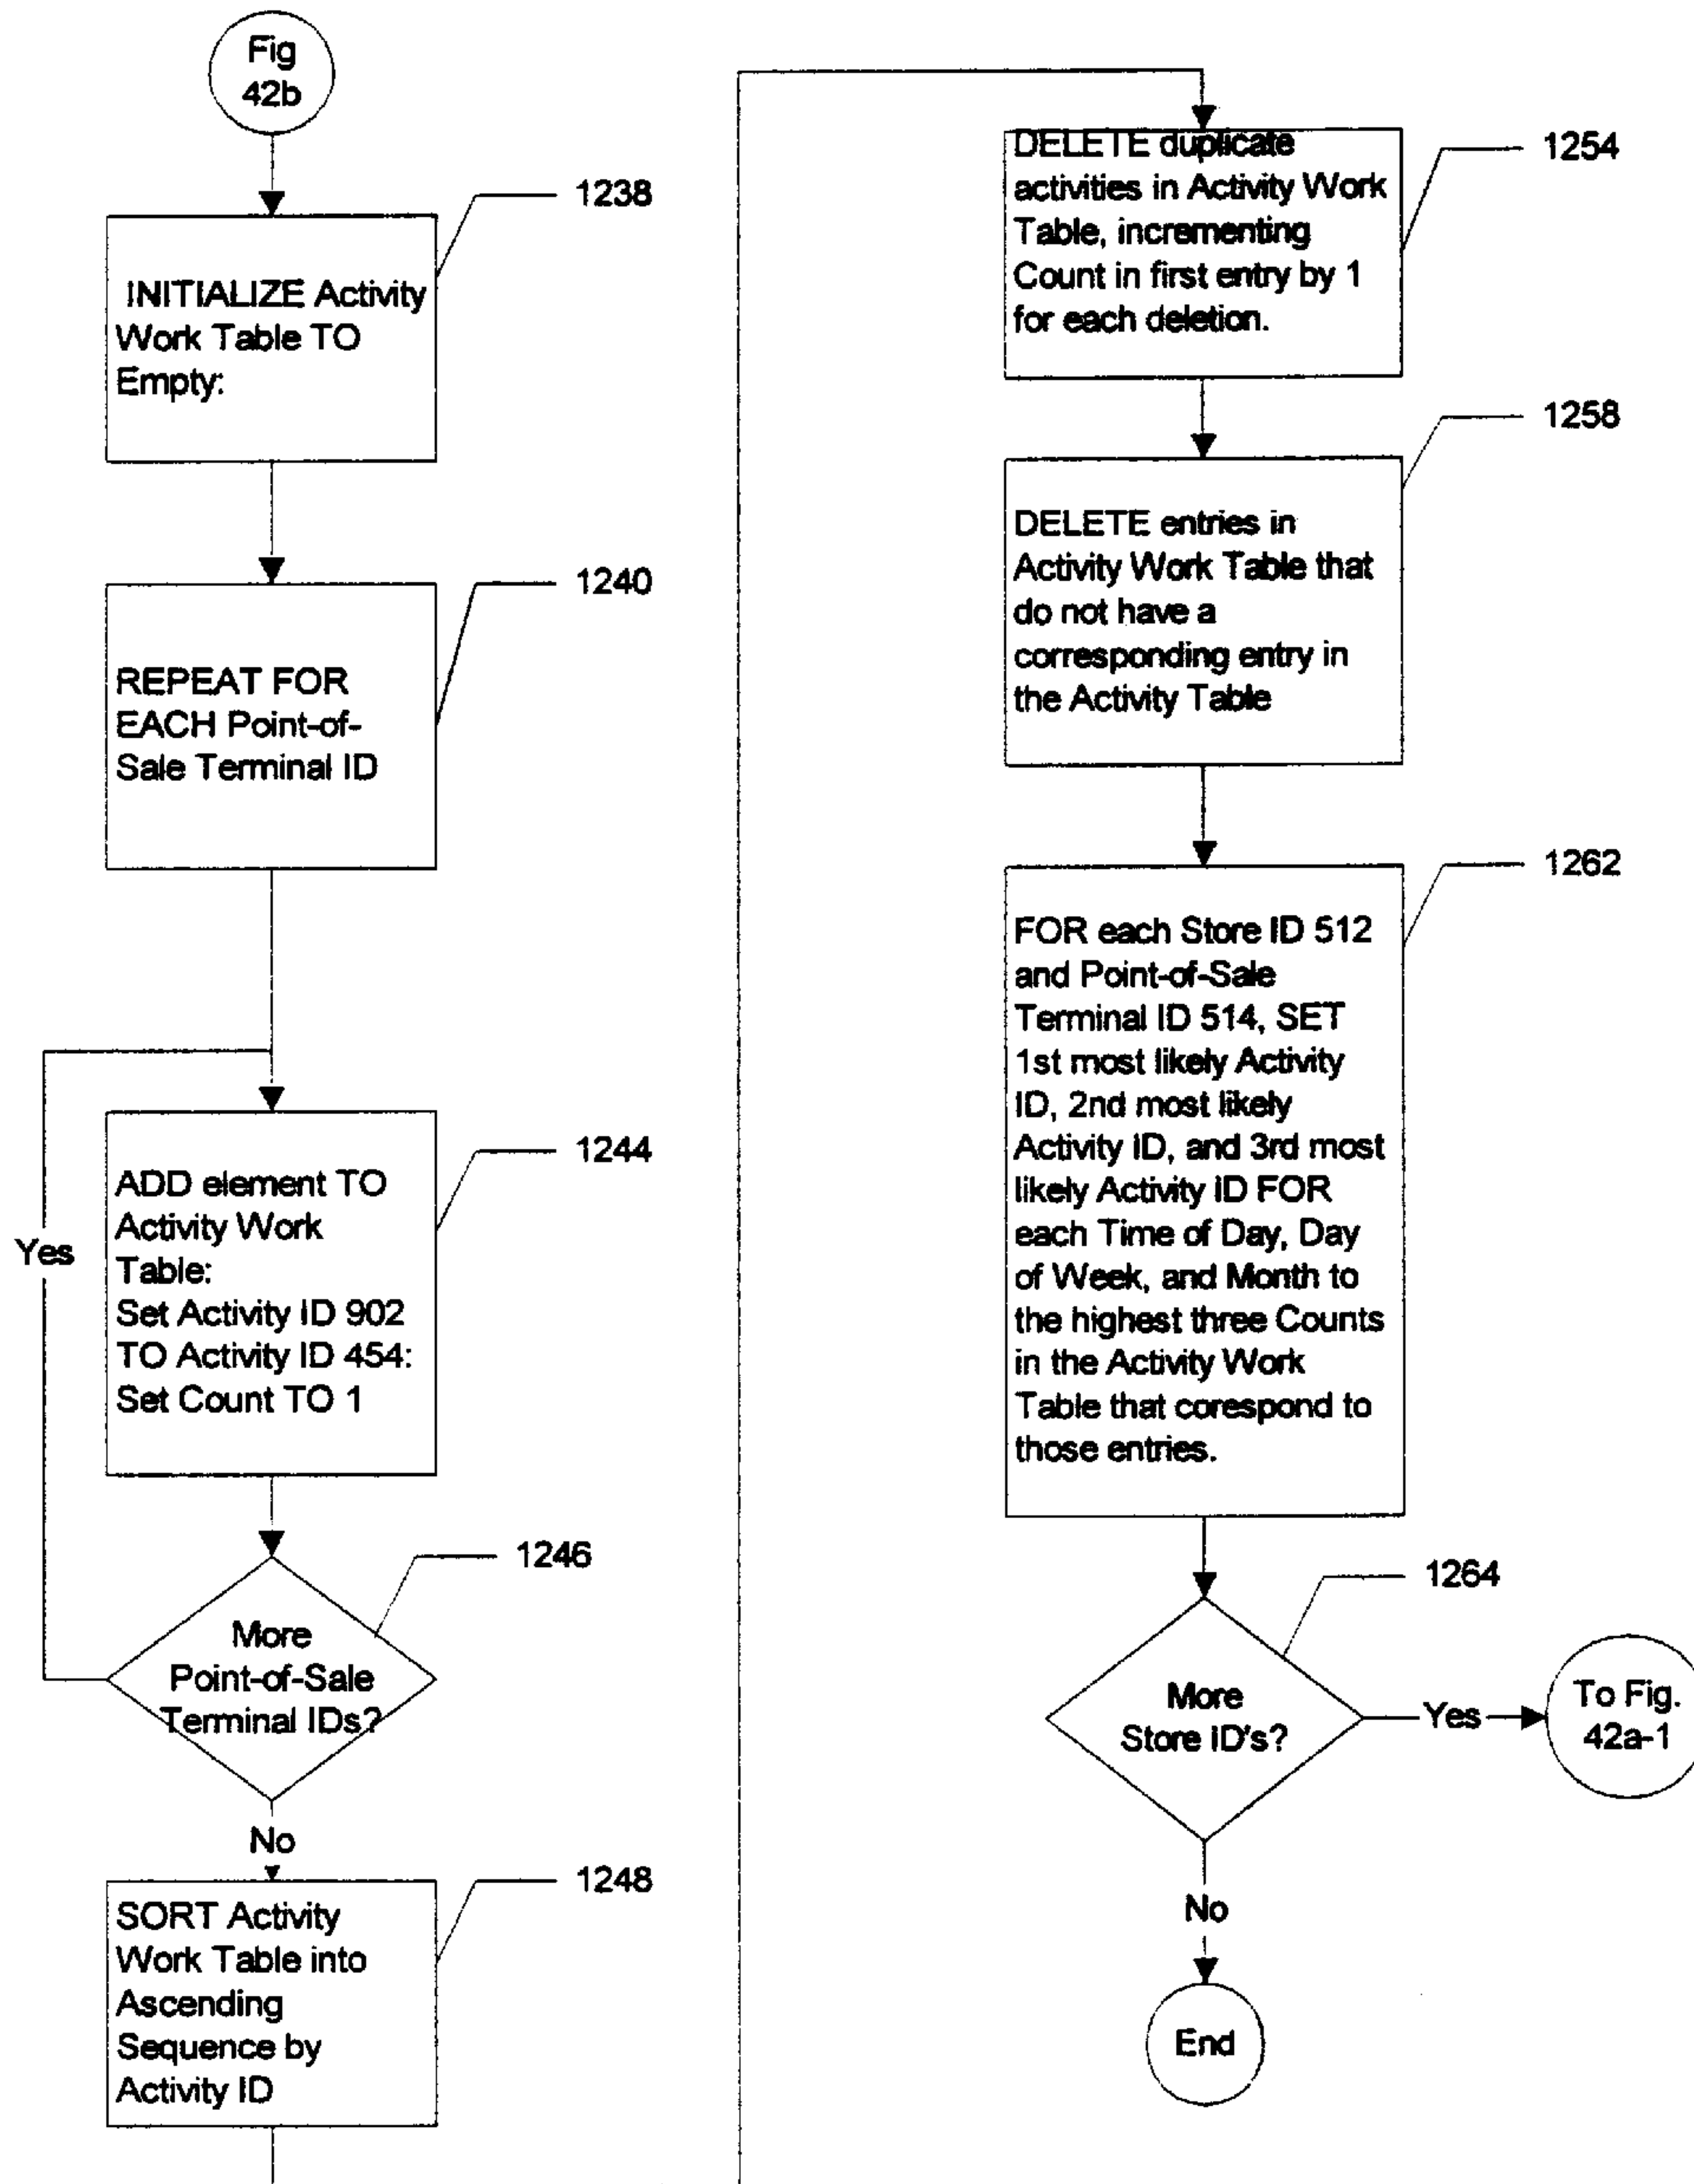 Fig
42b
1238
INITIALIZE Activity
Work Table TO
Empty:
1240
REPEAT FOR
EACH Point-of-
Sale Terminal ID
1244
ADD element TO
Activity Work
Table:
Set Activity ID 902
TO Activity ID 454:
Set Count TO 1
Yes
1246
More
Point-of-Sale
Terminal IDs?
No
1248
SORT Activity
Work Table into
Ascending
Sequence by
Activity ID
1254
DELETE duplicate
activities in Activity Work
Table, incrementing
Count in first entry by 1
for each deletion.
1258
DELETE entries in
Activity Work Table that
do not have a
corresponding entry in
the Activity Table
1262
FOR each Store ID 512
and Point-of-Sale
Terminal ID 514, SET
1st most likely Activity
ID, 2nd most likely
Activity ID, and 3rd most
likely Activity ID FOR
each Time of Day, Day
of Week, and Month to
the highest three Counts
in the Activity Work
Table that corespond to
those entries.
1264
More
Store ID's?
Yes
To Fig.
42a-1
No
End